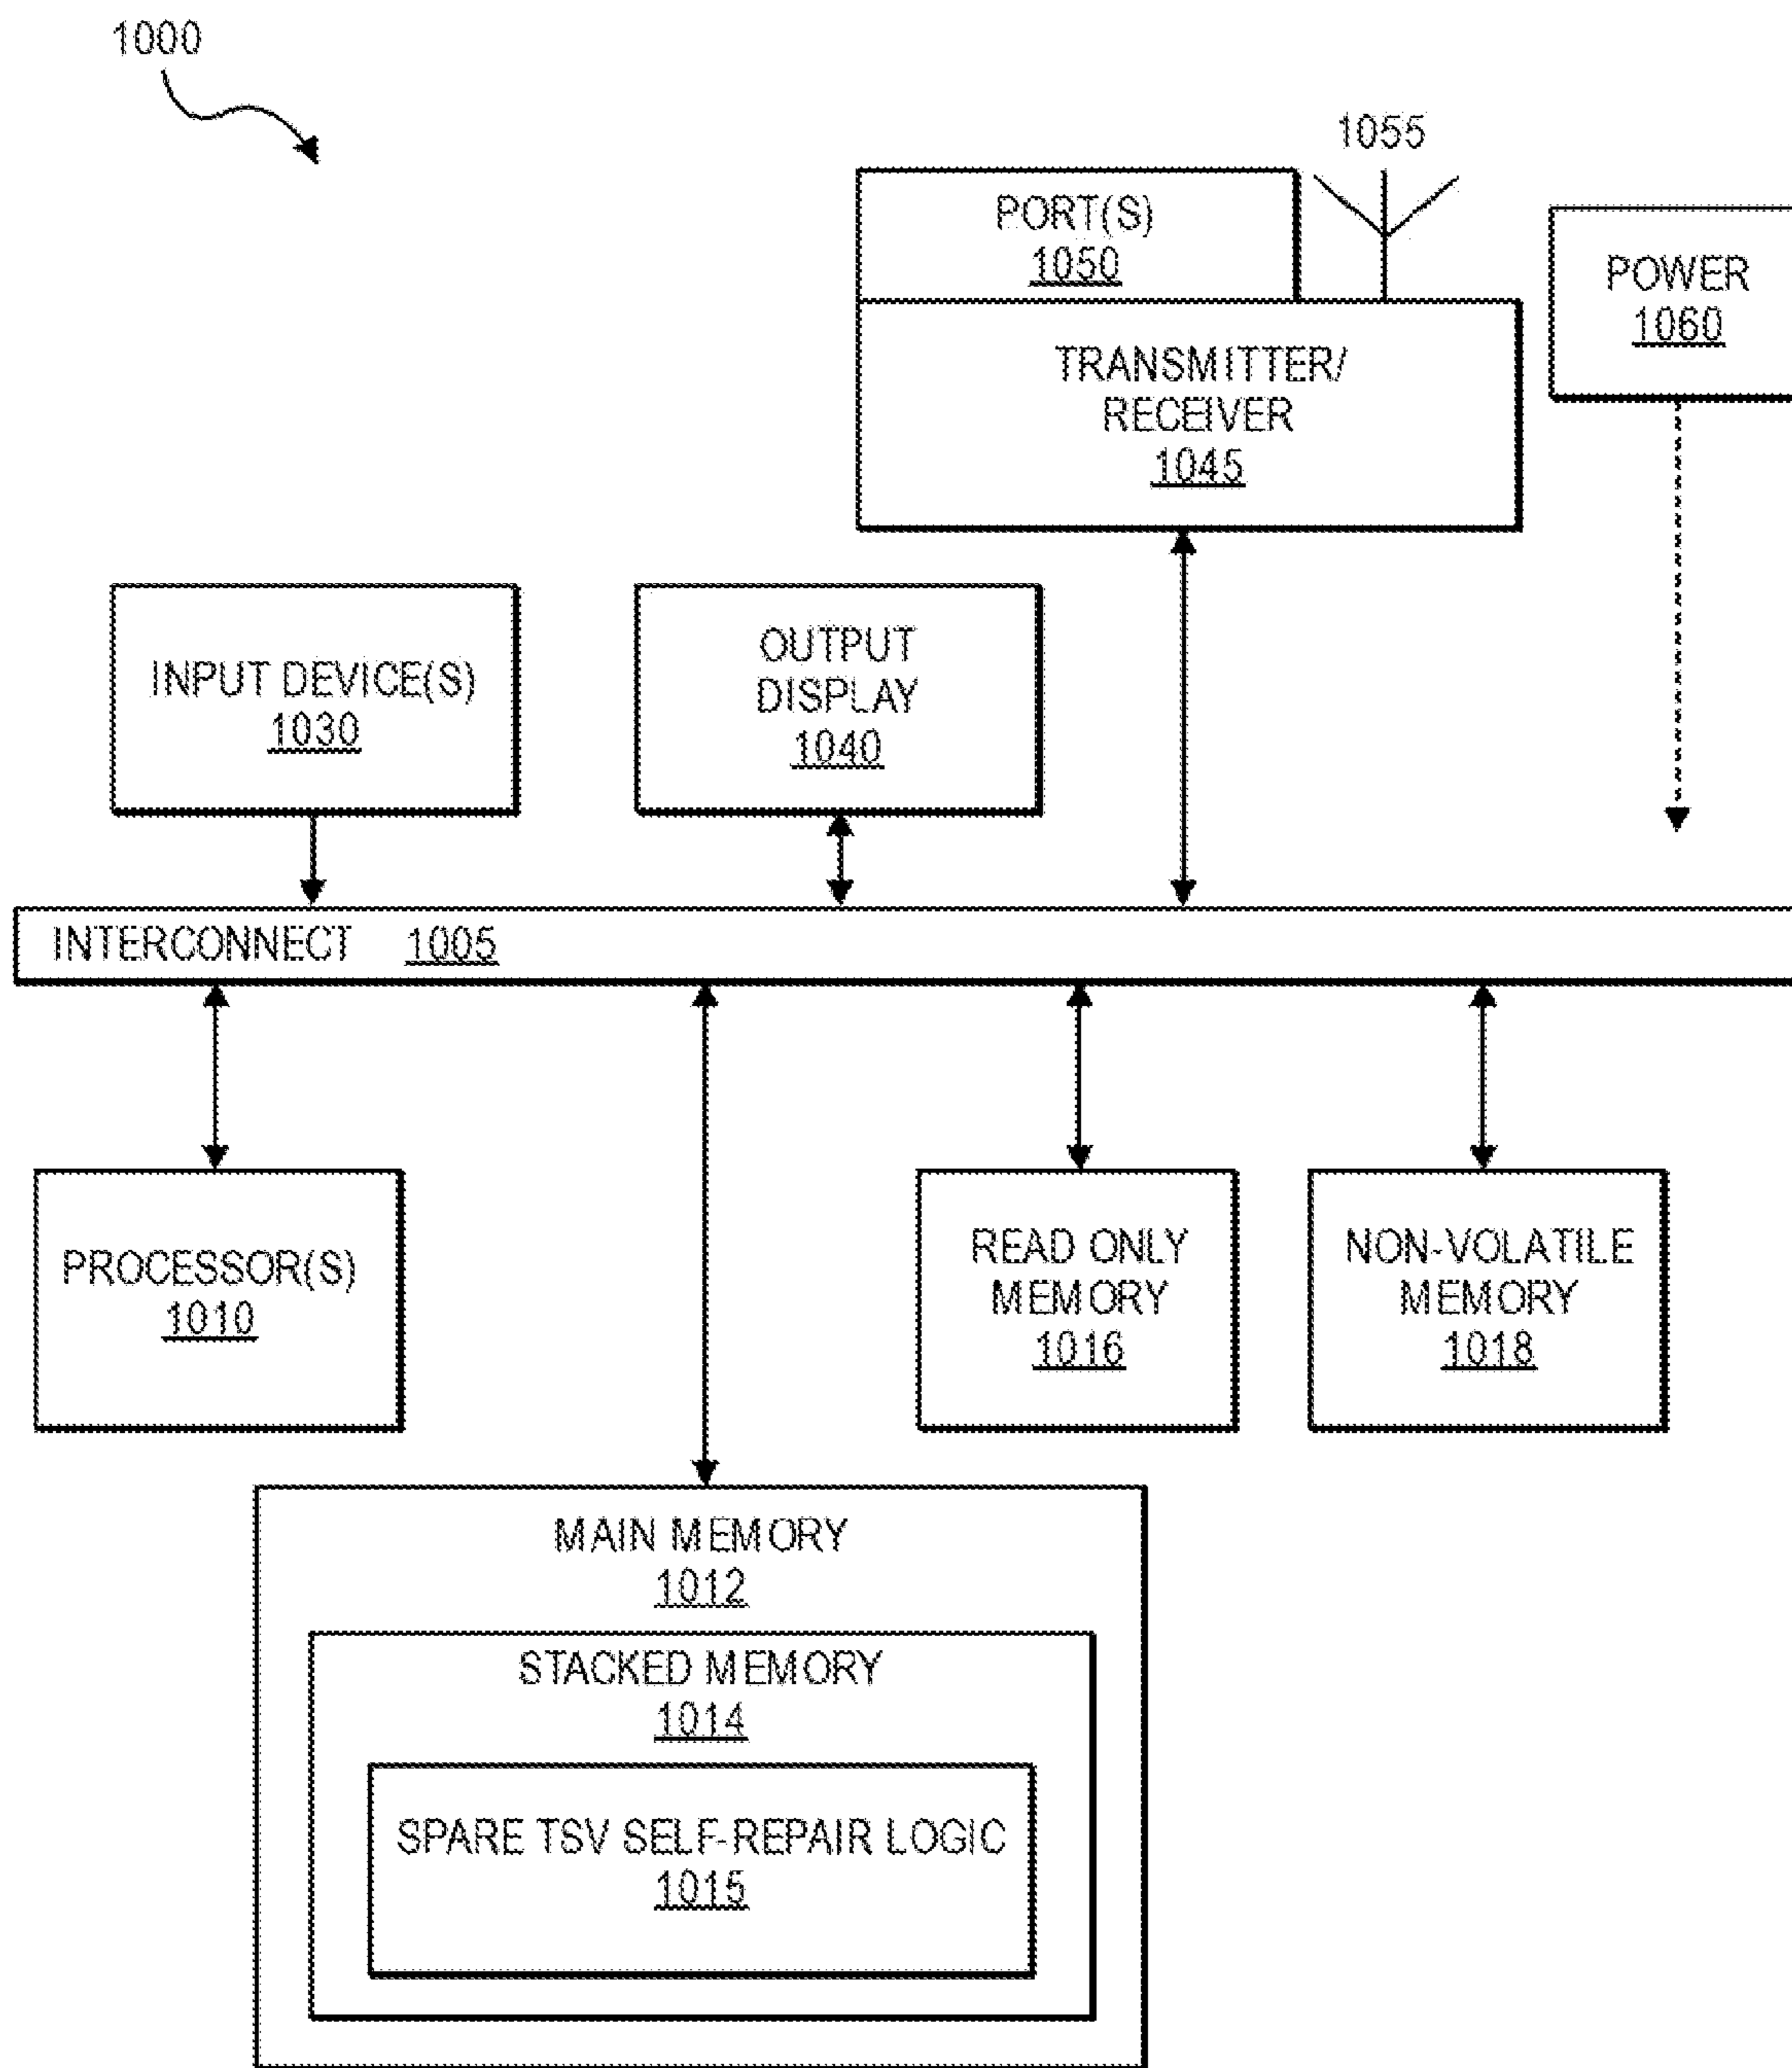 1000
1055
PORT(S)
1050
POWER
1060
TRANSMITTER/
RECEIVER
1045
INPUT DEVICE(S)
1030
OUTPUT
DISPLAY
1040
INTERCONNECT 1005
PROCESSOR(S)
1010
READ ONLY
MEMORY
1016
NON-VOLATILE
MEMORY
1018
MAIN MEMORY
1012
STACKED MEMORY
1014
SPARE TSV SELF-REPAIR LOGIC
1015